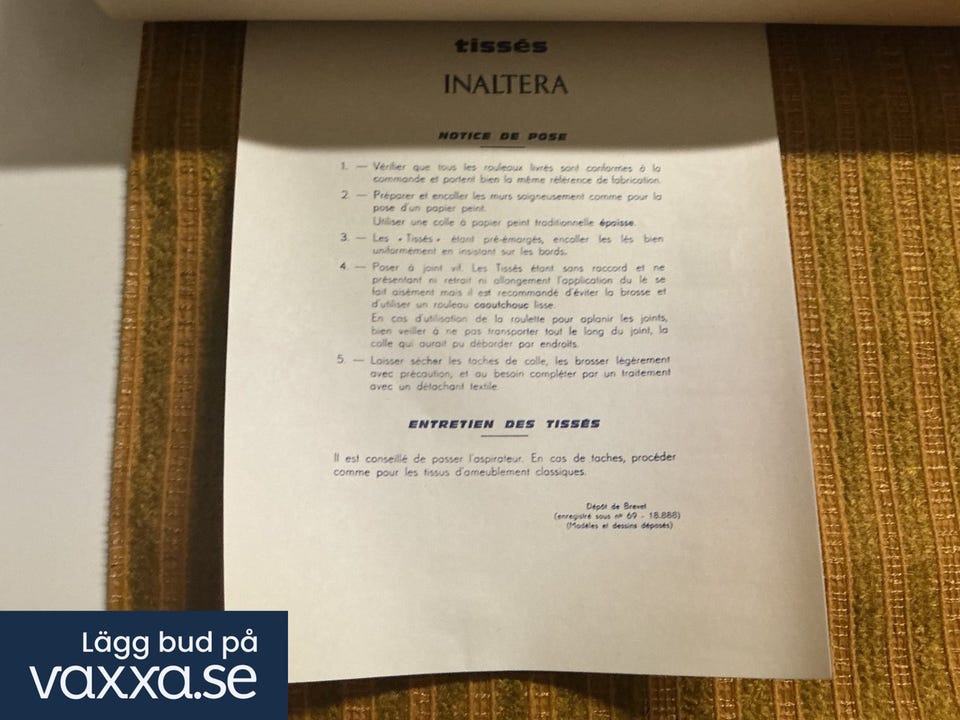 tissés
INALTERA
NOTICE DE POSE
1. — Vérifier que tous les rouleaux livrés sont conformes à la
commande et portent bien la même référence de fabrication.
2. — Préparer et encoller les murs soigneusement comme pour la
pose d'un papier peint.
Utiliser une colle à papier peint traditionnelle épaisse.
3. — Les « Tissés » étant pré-émargés, encoller les lés bien
uniformément en insistant sur les bords.
4. — Poser à joint vif. Les Tissés étant sans raccord et ne
présentant ni retrait ni allongement l'application du lé se
fait aisément mais il est recommandé d'éviter la brosse et
d'utiliser un rouleau caoutchouc lisse.
En cas d'utilisation de la roulette pour aplanir les joints,
bien veiller à ne pas transporter tout le long du joint, la
colle qui aurait pu déborder par endroits.
5. — Laisser sécher les taches de colle, les brosser légèrement
avec précaution, et au besoin compléter par un traitement
avec un détachant textile.
ENTRETIEN DES TISSÉS
Il est conseillé de passer l'aspirateur. En cas de taches, procéder
comme pour les tissus d'ameublement classiques.
Dépôt de Brevet
(enregistré sous n° 69 - 18.888)
(Modèles et dessins déposés)
Lägg bud på
vaxxa.se